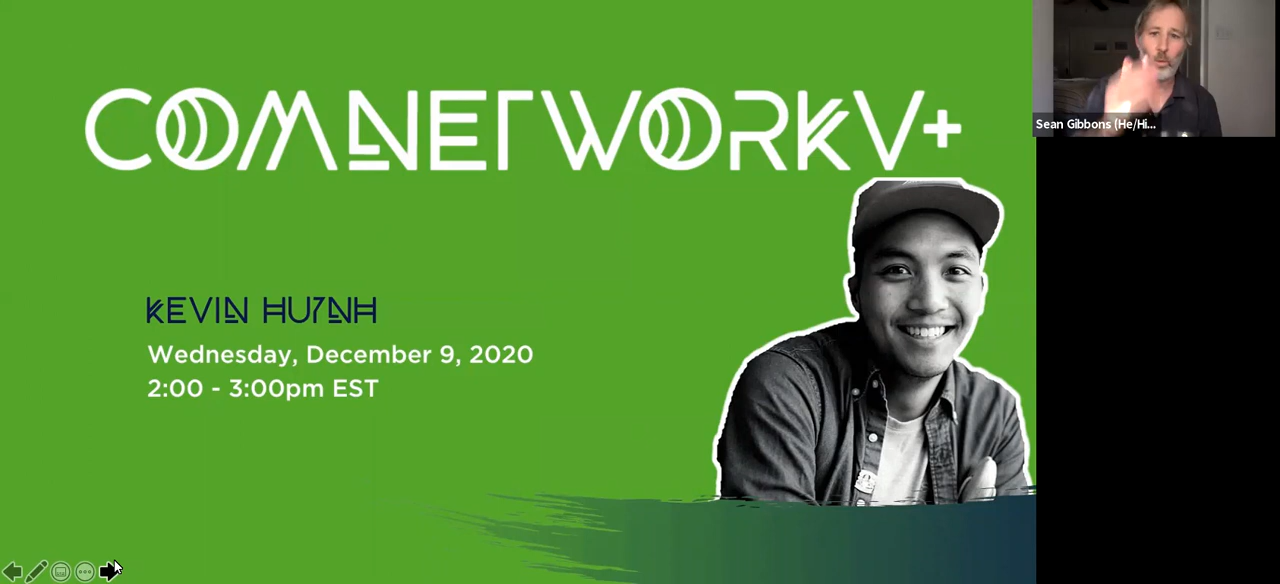 COMNETWORKV+
KEVIN HUYNH
Wednesday, December 9, 2020
2:00 - 3:00pm EST
Sean Gibbons (He/Hi...